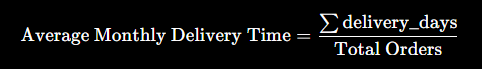 Average Monthly Delivery Time = ∑ delivery_days / Total Orders